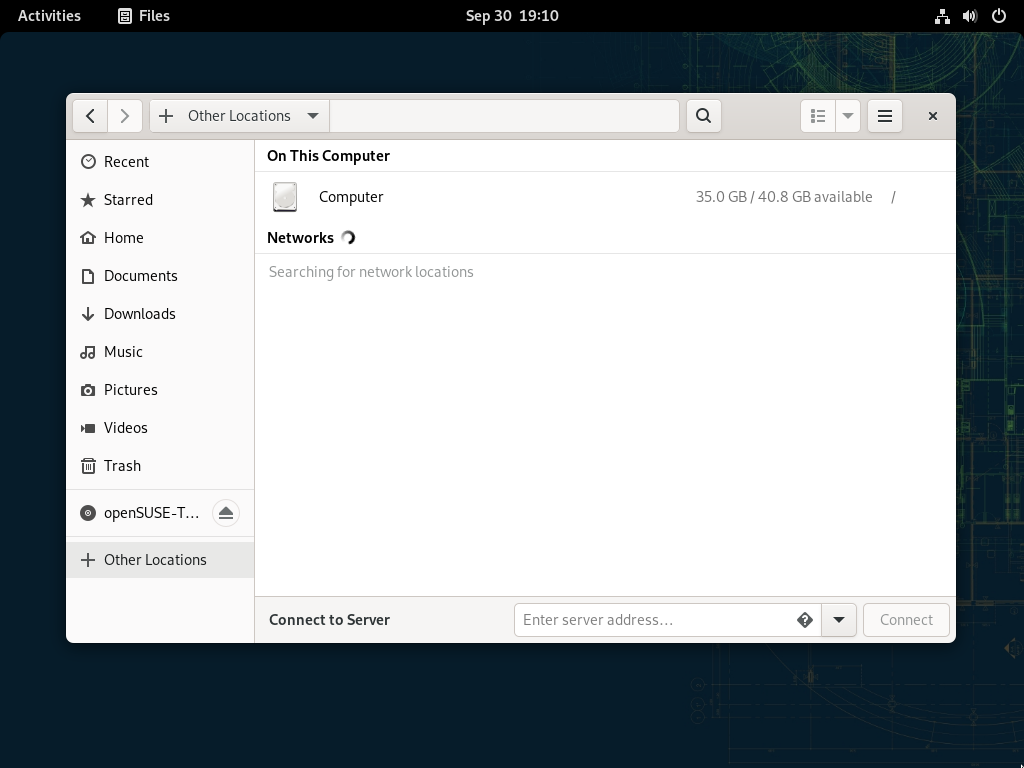 Activities Files Sep 30 19:10
Other Locations
Recent
Starred
Home
Documents
Downloads
Music
Pictures
Videos
Trash
openSUSE-T…
Other Locations
On This Computer
Computer 35.0 GB / 40.8 GB available /
Networks
Searching for network locations
Connect to Server Enter server address… Connect